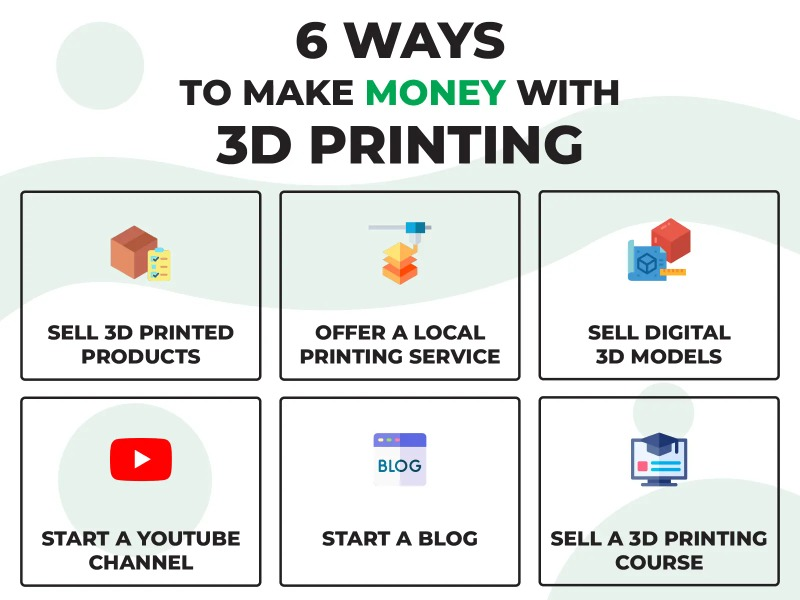 6 WAYS
TO MAKE MONEY WITH
3D PRINTING
SELL 3D PRINTED
PRODUCTS
OFFER A LOCAL
PRINTING SERVICE
SELL DIGITAL
3D MODELS
START A YOUTUBE
CHANNEL
BLOG
START A BLOG
SELL A 3D PRINTING
COURSE